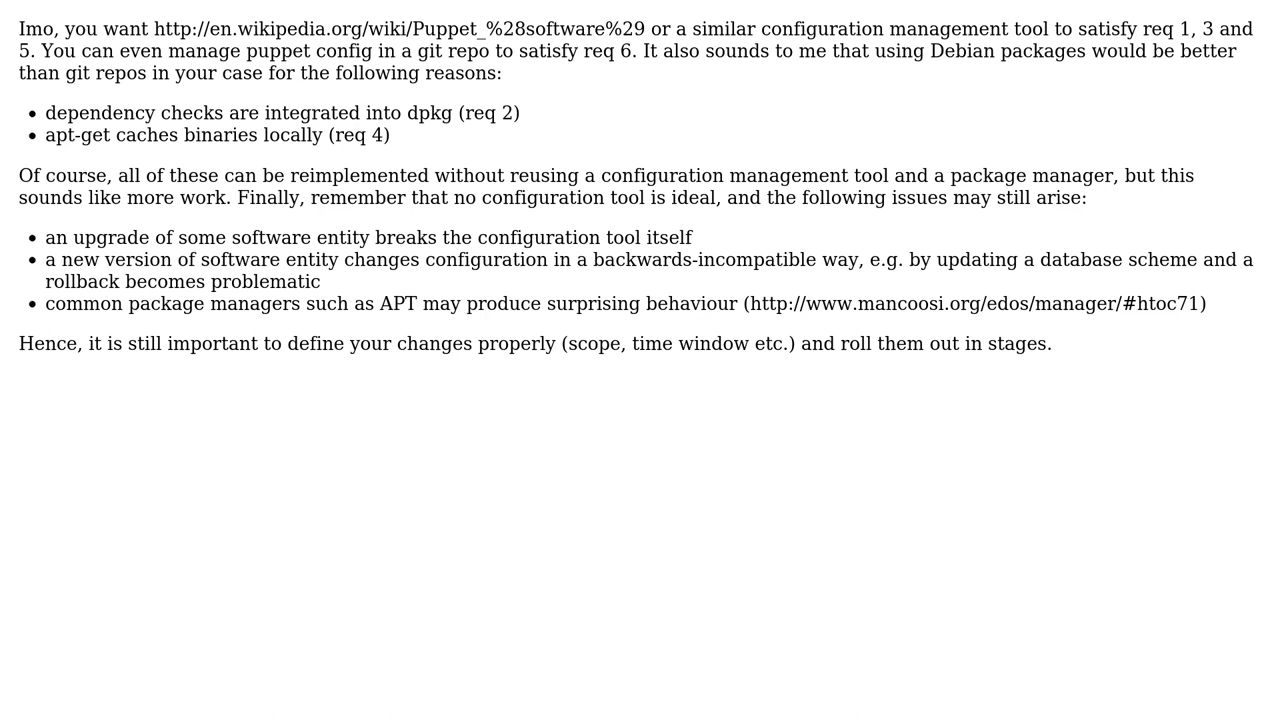 Imo, you want http://en.wikipedia.org/wiki/Puppet_%28software%29 or a similar configuration management tool to satisfy req 1, 3 and
5. You can even manage puppet config in a git repo to satisfy req 6. It also sounds to me that using Debian packages would be better
than git repos in your case for the following reasons:
• dependency checks are integrated into dpkg (req 2)
• apt-get caches binaries locally (req 4)
Of course, all of these can be reimplemented without reusing a configuration management tool and a package manager, but this
sounds like more work. Finally, remember that no configuration tool is ideal, and the following issues may still arise:
• an upgrade of some software entity breaks the configuration tool itself
• a new version of software entity changes configuration in a backwards-incompatible way, e.g. by updating a database scheme and a
rollback becomes problematic
• common package managers such as APT may produce surprising behaviour (http://www.mancoosi.org/edos/manager/#htoc71)
Hence, it is still important to define your changes properly (scope, time window etc.) and roll them out in stages.